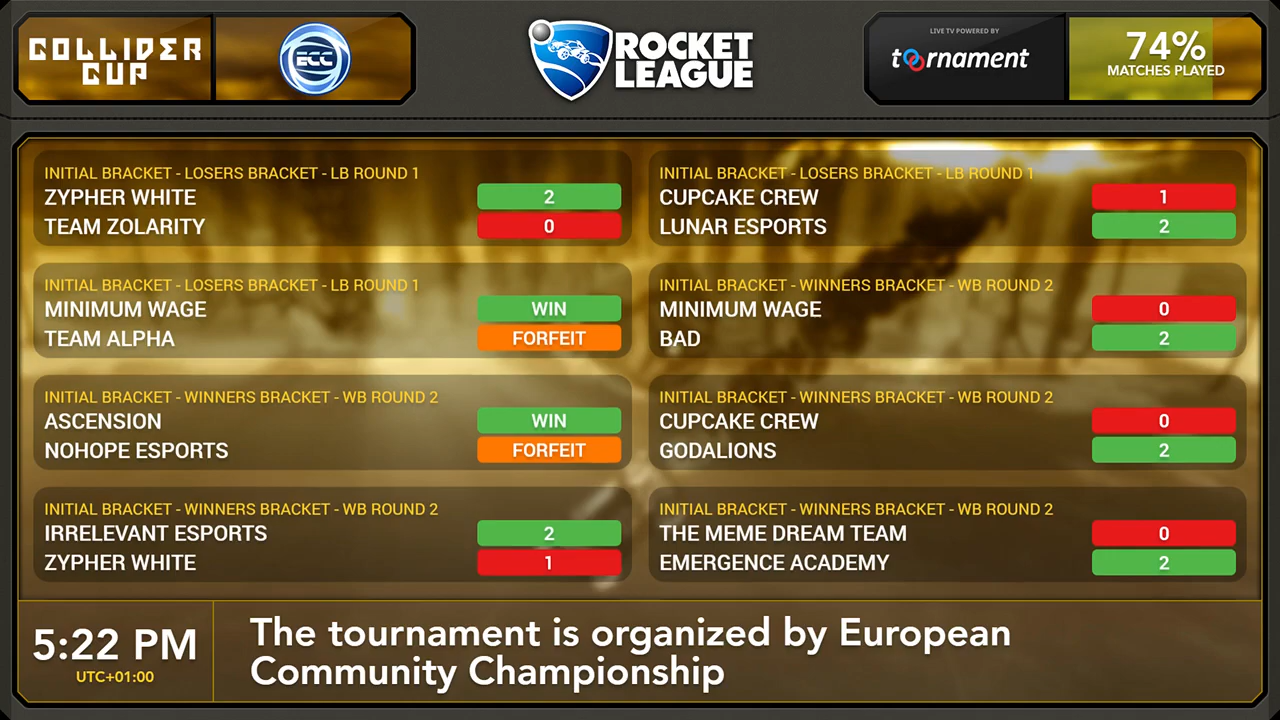 COLLIDER
CUP
ECC
ROCKET
LEAGUE
LIVE TV POWERED BY
toornament
74%
MATCHES PLAYED
INITIAL BRACKET - LOSERS BRACKET - LB ROUND 1
ZYPHER WHITE 2
TEAM ZOLARITY 0
INITIAL BRACKET - LOSERS BRACKET - LB ROUND 1
CUPCAKE CREW 1
LUNAR ESPORTS 2
INITIAL BRACKET - LOSERS BRACKET - LB ROUND 1
MINIMUM WAGE WIN
TEAM ALPHA FORFEIT
INITIAL BRACKET - WINNERS BRACKET - WB ROUND 2
MINIMUM WAGE 0
BAD 2
INITIAL BRACKET - WINNERS BRACKET - WB ROUND 2
ASCENSION WIN
NOHOPE ESPORTS FORFEIT
INITIAL BRACKET - WINNERS BRACKET - WB ROUND 2
CUPCAKE CREW 0
GODALIONS 2
INITIAL BRACKET - WINNERS BRACKET - WB ROUND 2
IRRELEVANT ESPORTS 2
ZYPHER WHITE 1
INITIAL BRACKET - WINNERS BRACKET - WB ROUND 2
THE MEME DREAM TEAM 0
EMERGENCE ACADEMY 2
5:22 PM
UTC+01:00
The tournament is organized by European
Community Championship